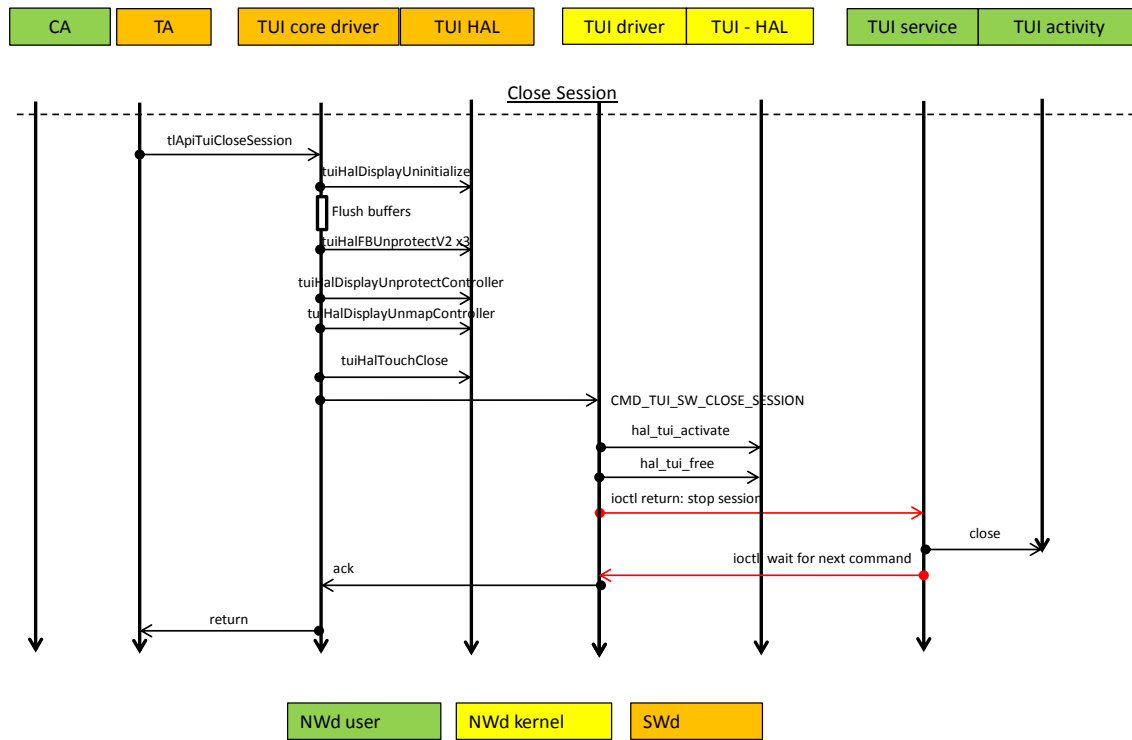 CA
TA
TUI core driver
TUI HAL
TUI driver
TUI - HAL
TUI service
TUI activity
Close Session
tlApiTuiCloseSession
tuiHalDisplayUninitialize
Flush buffers
tuiHalFBUnprotectV2 x3
tuiHalDisplayUnprotectController
tuiHalDisplayUnmapController
tuiHalTouchClose
CMD_TUI_SW_CLOSE_SESSION
hal_tui_activate
hal_tui_free
ioctl return: stop session
close
ioctl wait for next command
ack
return
NWd user
NWd kernel
SWd